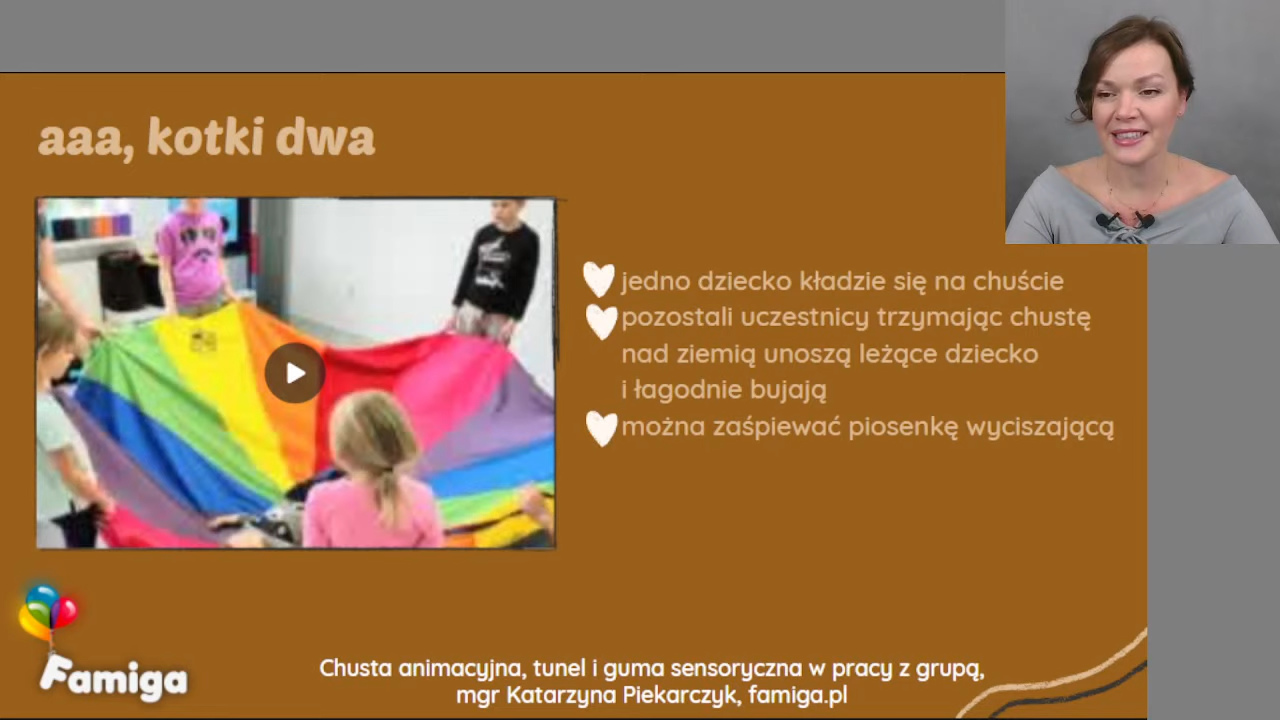 aaa, kotki dwa
jedno dziecko kładzie się na chuście
pozostali uczestnicy trzymając chustę
nad ziemią unoszą leżące dziecko
i łagodnie bujają
można zaśpiewać piosenkę wyciszającą
Famiga
Chusta animacyjna, tunel i guma sensoryczna w pracy z grupą,
mgr Katarzyna Piekarczyk, famiga.pl